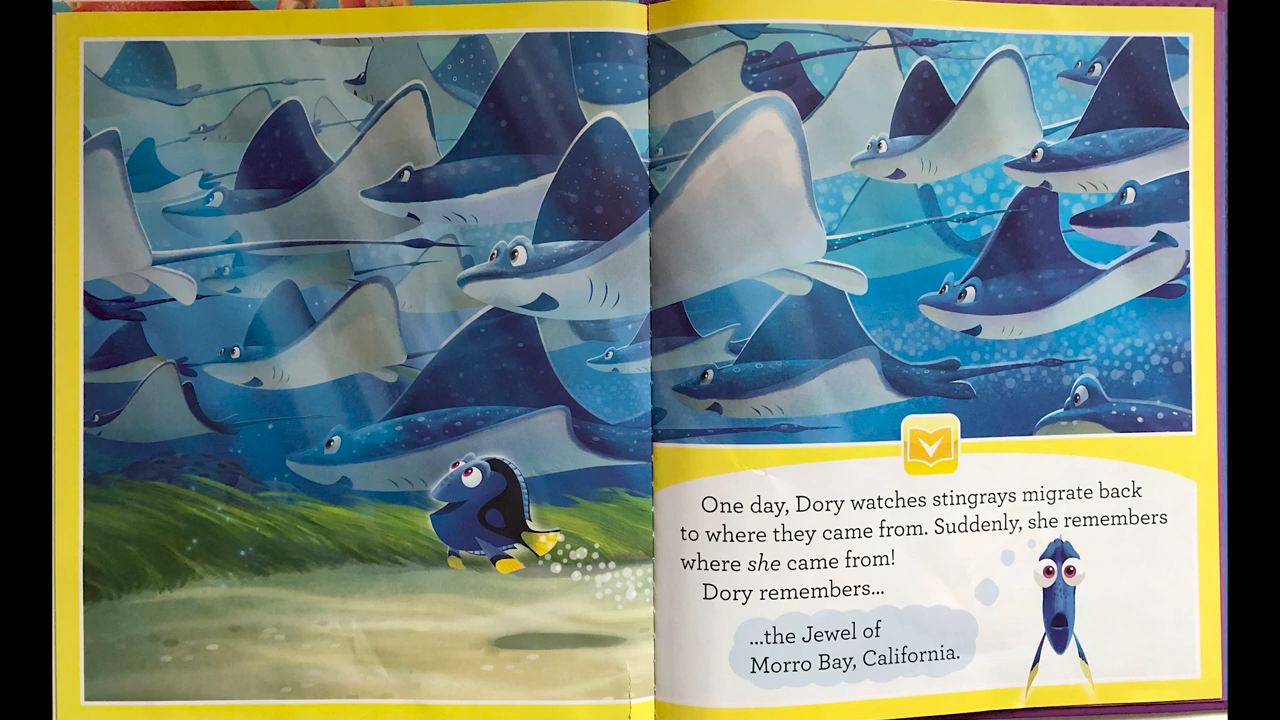 One day, Dory watches stingrays migrate back
to where they came from. Suddenly, she remembers
where she came from!
Dory remembers...
...the Jewel of
Morro Bay, California.